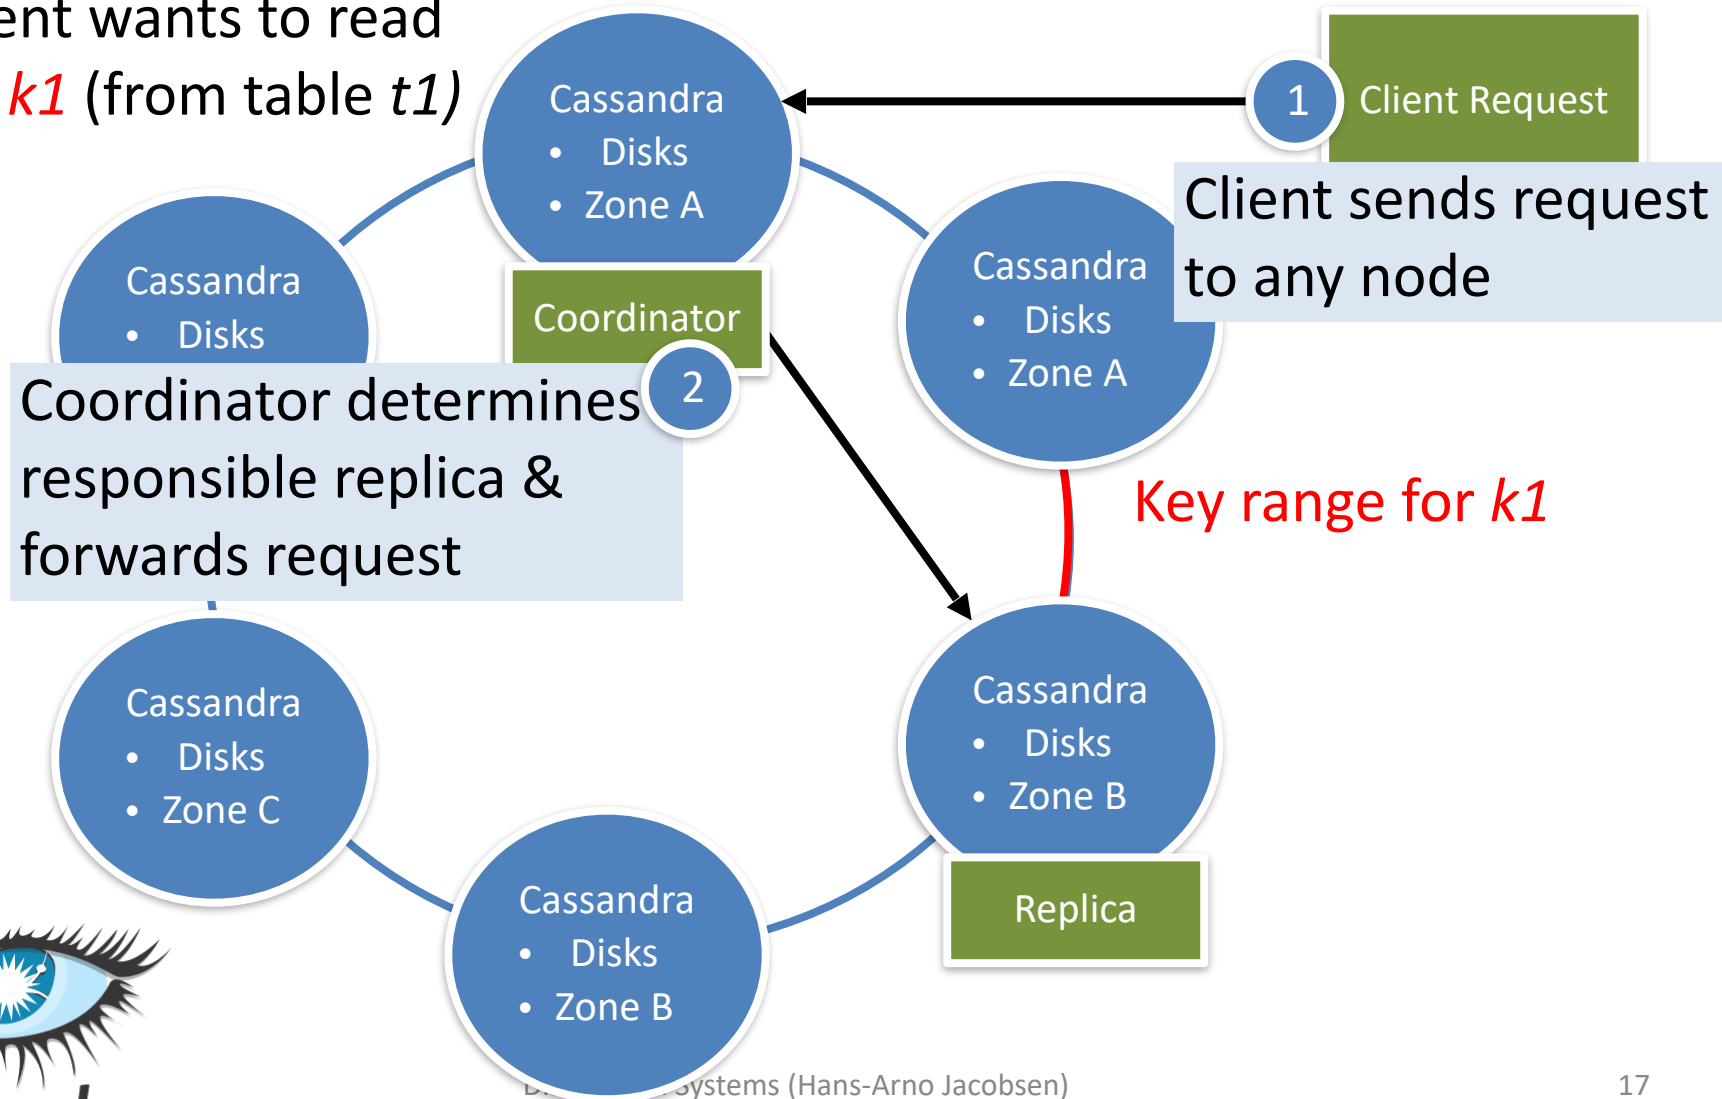 wants to read
k1 (from table t1)
Cassandra
• Disks
• Zone A
1
Client Request
Client sends request
to any node
Cassandra
• Disks
Coordinator
2
Cassandra
• Disks
• Zone A
Coordinator determines
responsible replica &
forwards request
Key range for k1
Cassandra
• Disks
• Zone C
Cassandra
• Disks
• Zone B
Replica
Cassandra
• Disks
• Zone B
Systems (Hans-Arno Jacobsen)
17